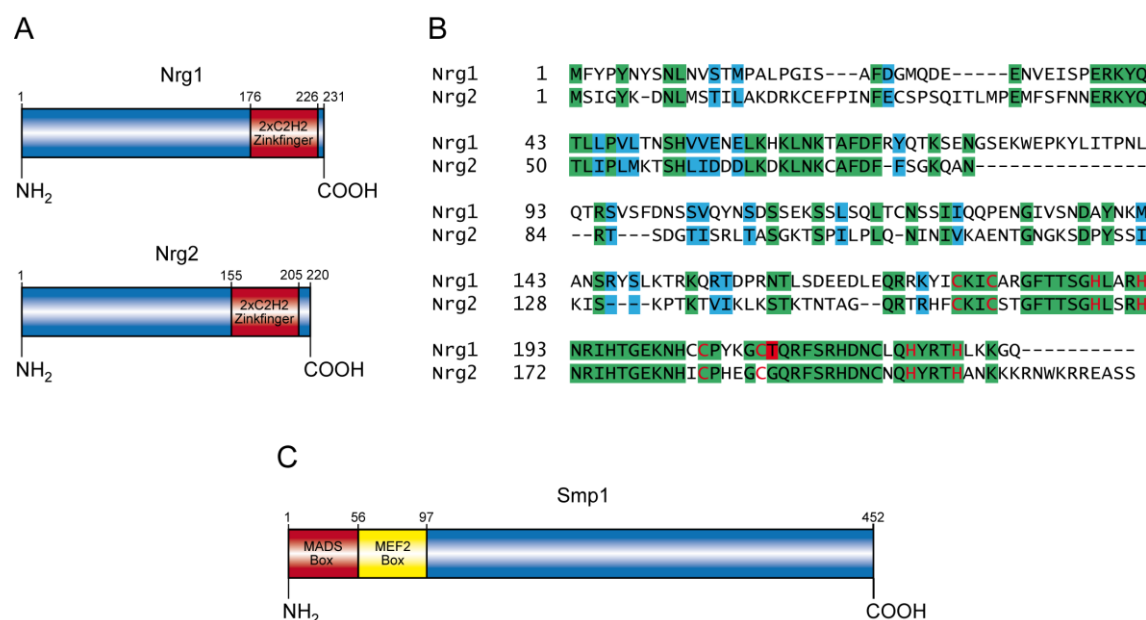 A
Nrg1
1 176 226 231
2xC2H2
Zinkfinger
NH2
COOH
Nrg2
1 155 205 220
2xC2H2
Zinkfinger
NH2
COOH
B
Nrg1 1 MFYPYNYSNLNVSTMPALPGIS--AFDGMQDE-----ENVEISPERKYQ
Nrg2 1 MSIGYK-DNLMSTILAKDRKCEFPINFECSPSQITLMPEMFSFNNERKYQ
Nrg1 43 TLLPVLTNSHVVENELKHKLNKTAFDFRYQTKSENGSEKWEPKYLITPNL
Nrg2 50 TLIPLMKTSHLIDDDLKDKLNKCAFDF-FSGKQAN---------------
Nrg1 93 QTRSVSFDNSSVQYNSDSSEKSSLSQLTCNSSIIQQPENGIVSNDAYNKM
Nrg2 84 --RT---SDGTISRLTASGKTSPILPLQ-NINIVKAENTGNGKSDPYSSI
Nrg1 143 ANSRYSLKTRKQRTDPRNTLSDEEDLEQRRKYICKICARGFTTSGHLARH
Nrg2 128 KIS---KPTKTVIKLKSTKTNTAG--QRTRHFCKICSTGFTTSGHLSRH
Nrg1 193 NRIHTGEKNHCCPYKGCTQRFSRHDNCLQHYRTHLKKGQ----------
Nrg2 172 NRIHTGEKNHICPHEGCGQRFSRHDNCNQHYRTHANKKKRNWKRREASS
C
Smp1
1 56 97 452
MADS
Box
MEF2
Box
NH2
COOH